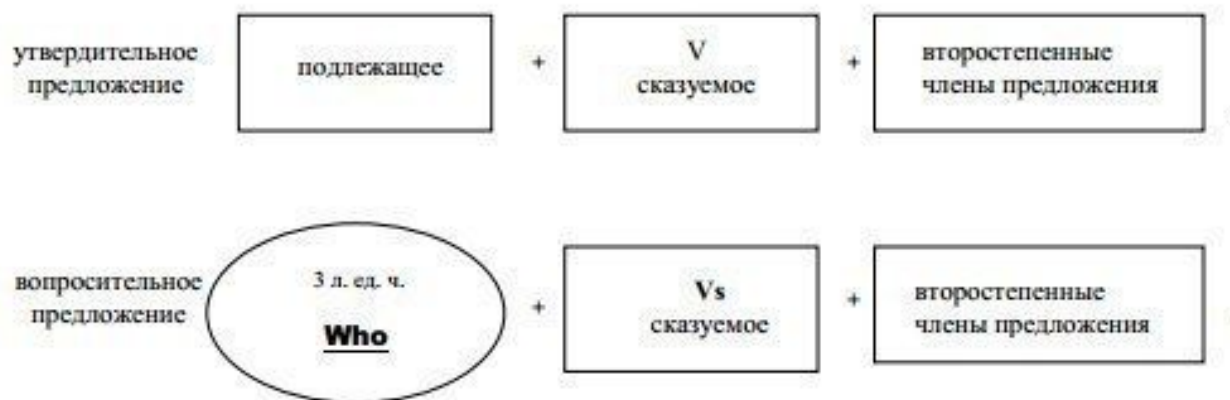 утвердительное
предложение
подлежащее
+
V
сказуемое
+
второстепенные
члены предложения
вопросительное
предложение
3 л. ед. ч.
Who
+
Vs
сказуемое
+
второстепенные
члены предложения